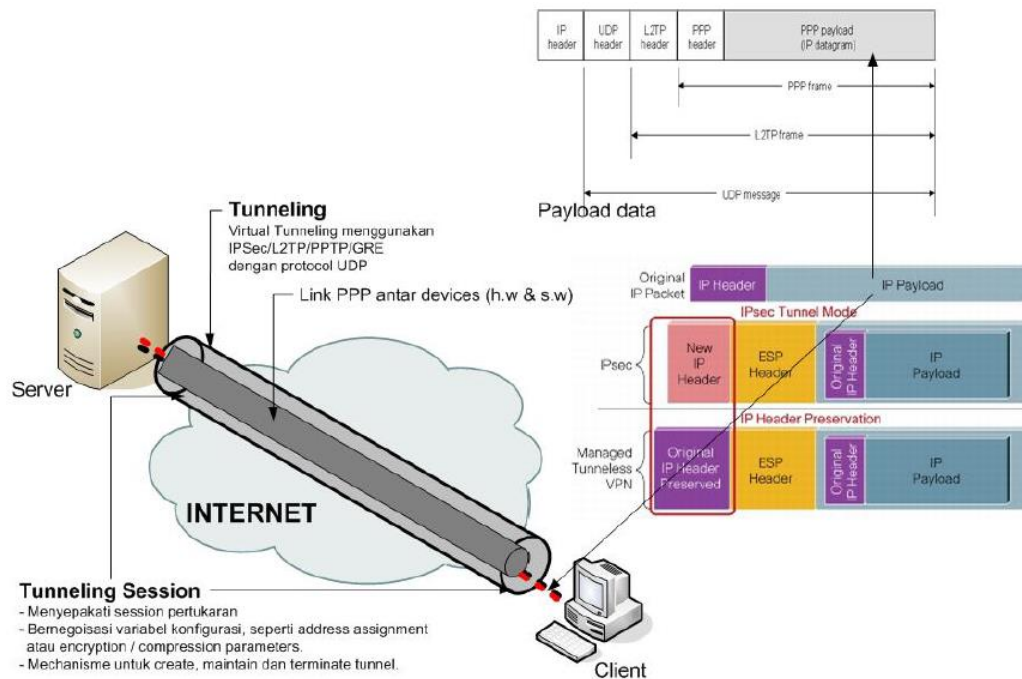 IP
header
UDP
header
L2TP
header
PPP
header
PPP payload
(IP datagram)
PPP frame
L2TP frame
UDP message
Payload data
Tunneling
Virtual Tunneling menggunakan
IPSec/L2TP/PPTP/GRE
dengan protocol UDP
Link PPP antar devices (h.w & s.w)
Server
INTERNET
Original
IP Packet
IP Header
IP Payload
IPsec Tunnel Mode
IPsec
New
IP
Header
ESP
Header
Original
IP Header
IP
Payload
IP Header Preservation
Managed
Tunneless
VPN
Original
IP Header
Preserved
ESP
Header
Original
IP Header
IP
Payload
Tunneling Session
- Menyepakati session pertukaran
- Bernegoisasi variabel konfigurasi, seperti address assignment
atau encryption / compression parameters.
- Mechanisme untuk create, maintain dan terminate tunnel.
Client